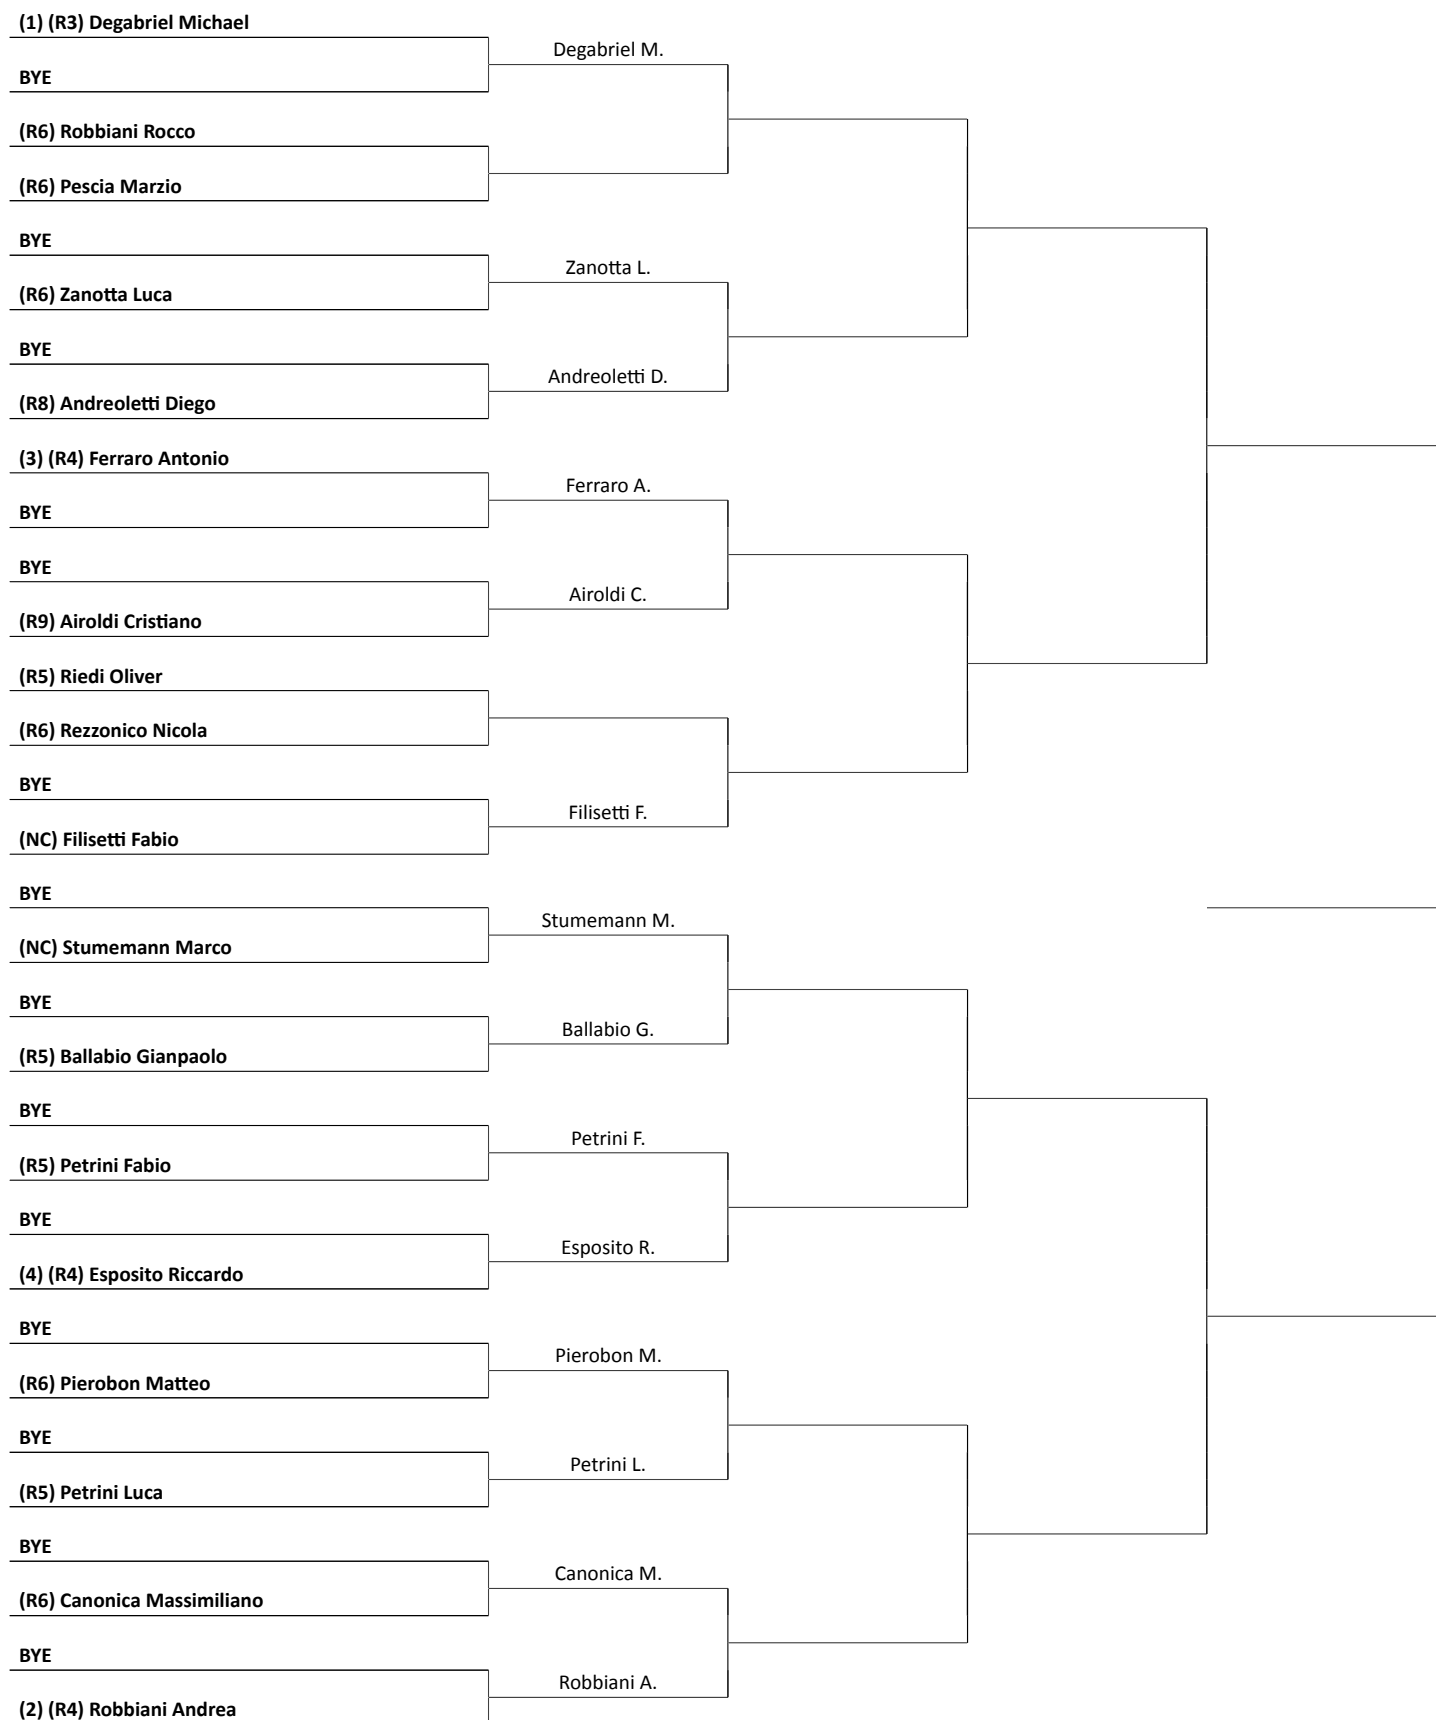 (1) (R3) Degabriel Michael
Degabriel M.
BYE
(R6) Robbiani Rocco
(R6) Pescia Marzio
BYE
Zanotta L.
(R6) Zanotta Luca
BYE
Andreoletti D.
(R8) Andreoletti Diego
(3) (R4) Ferraro Antonio
Ferraro A.
BYE
BYE
Airoldi C.
(R9) Airoldi Cristiano
(R5) Riedi Oliver
(R6) Rezzonico Nicola
BYE
Filisetti F.
(NC) Filisetti Fabio
BYE
Stumemann M.
(NC) Stumemann Marco
BYE
Ballabio G.
(R5) Ballabio Gianpaolo
BYE
Petrini F.
(R5) Petrini Fabio
BYE
Esposito R.
(4) (R4) Esposito Riccardo
BYE
Pierobon M.
(R6) Pierobon Matteo
BYE
Petrini L.
(R5) Petrini Luca
BYE
Canonica M.
(R6) Canonica Massimiliano
BYE
Robbiani A.
(2) (R4) Robbiani Andrea